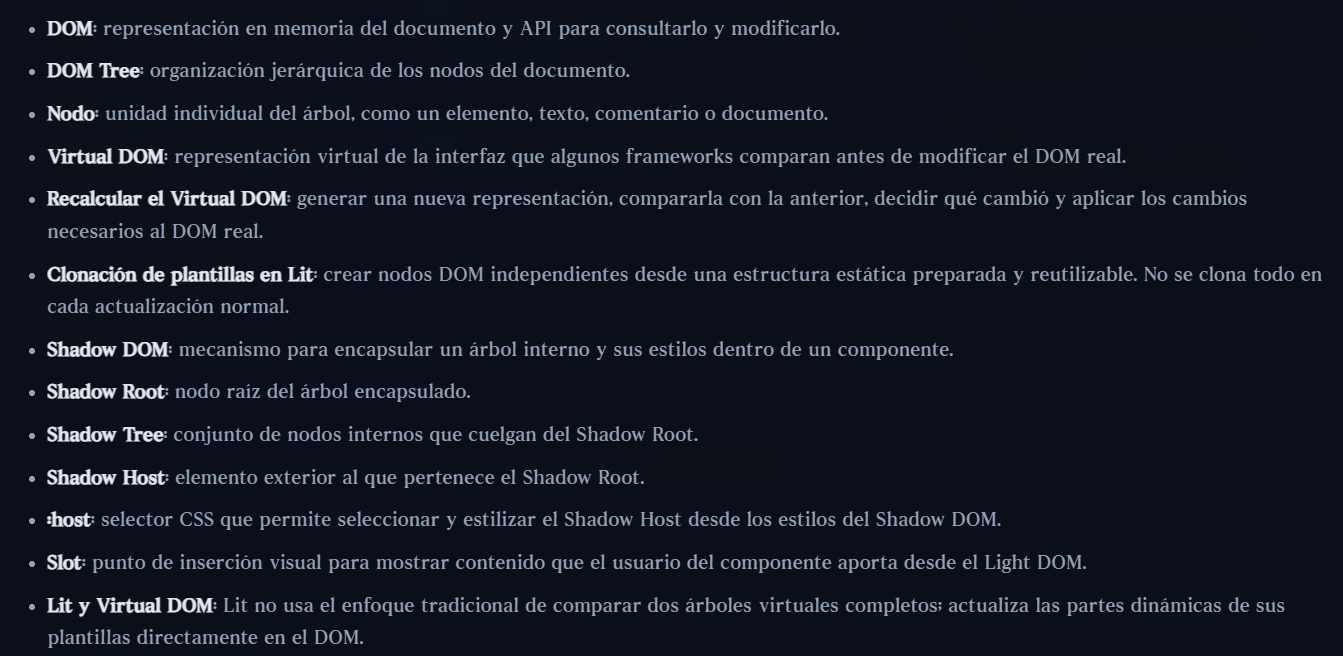 • DOM: representación en memoria del documento y API para consultarlo y modificarlo.
• DOM Tree: organización jerárquica de los nodos del documento.
• Nodo: unidad individual del árbol, como un elemento, texto, comentario o documento.
• Virtual DOM: representación virtual de la interfaz que algunos frameworks comparan antes de modificar el DOM real.
• Recalcular el Virtual DOM: generar una nueva representación, compararla con la anterior, decidir qué cambió y aplicar los cambios
necesarios al DOM real.
• Clonación de plantillas en Lit: crear nodos DOM independientes desde una estructura estática preparada y reutilizable. No se clona todo en
cada actualización normal.
• Shadow DOM: mecanismo para encapsular un árbol interno y sus estilos dentro de un componente.
• Shadow Root: nodo raíz del árbol encapsulado.
• Shadow Tree: conjunto de nodos internos que cuelgan del Shadow Root.
• Shadow Host: elemento exterior al que pertenece el Shadow Root.
• :host: selector CSS que permite seleccionar y estilizar el Shadow Host desde los estilos del Shadow DOM.
• Slot: punto de inserción visual para mostrar contenido que el usuario del componente aporta desde el Light DOM.
• Lit y Virtual DOM: Lit no usa el enfoque tradicional de comparar dos árboles virtuales completos; actualiza las partes dinámicas de sus
plantillas directamente en el DOM.